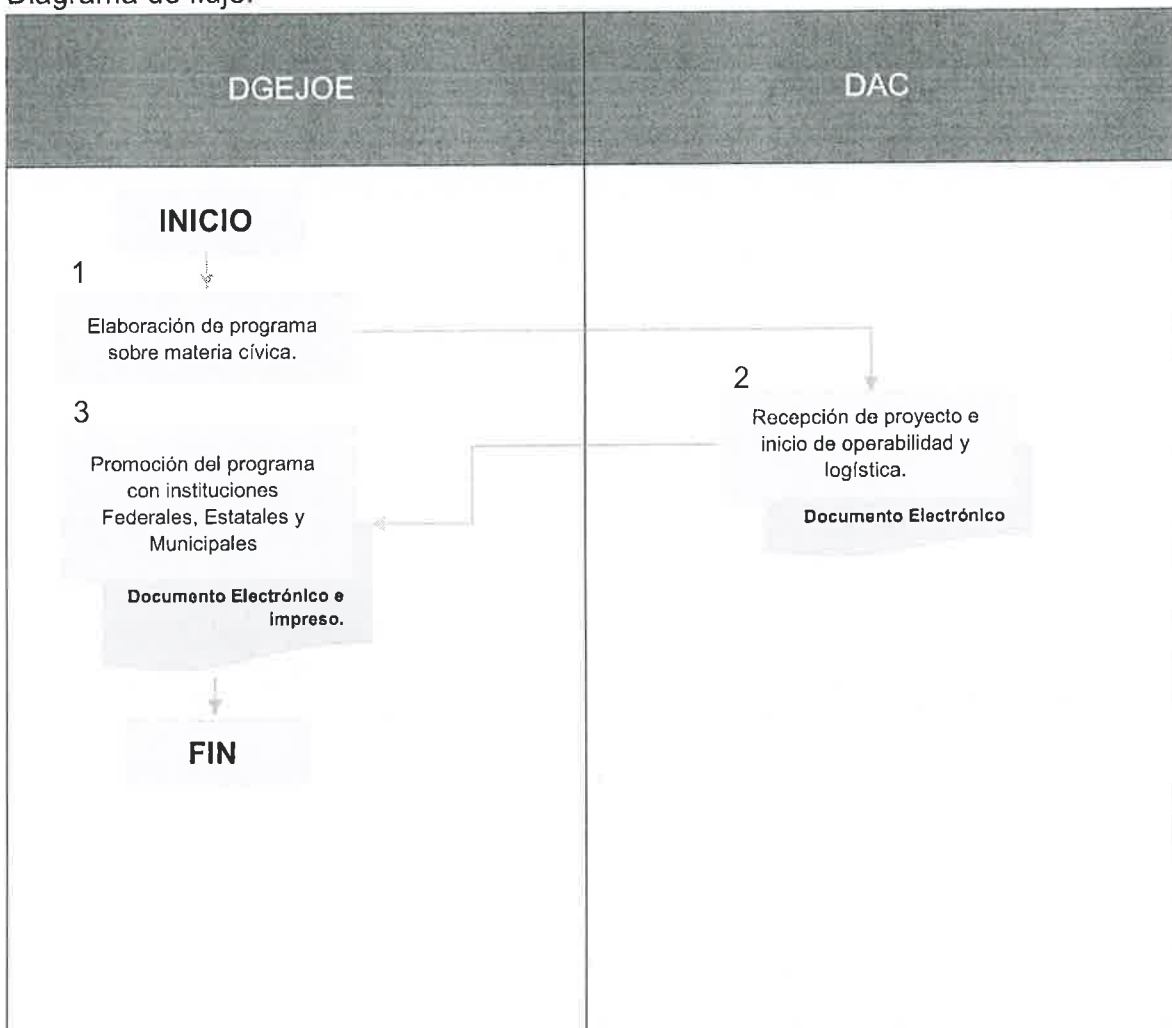 Diagrama de flujo.
DGEJOE
DAC
INICIO
1
Elaboración de programa
sobre materia cívica.
2
Recepción de proyecto e
inicio de operabilidad y
logística.
Documento Electrónico
3
Promoción del programa
con instituciones
Federales, Estatales y
Municipales
Documento Electrónico e
impreso.
FIN